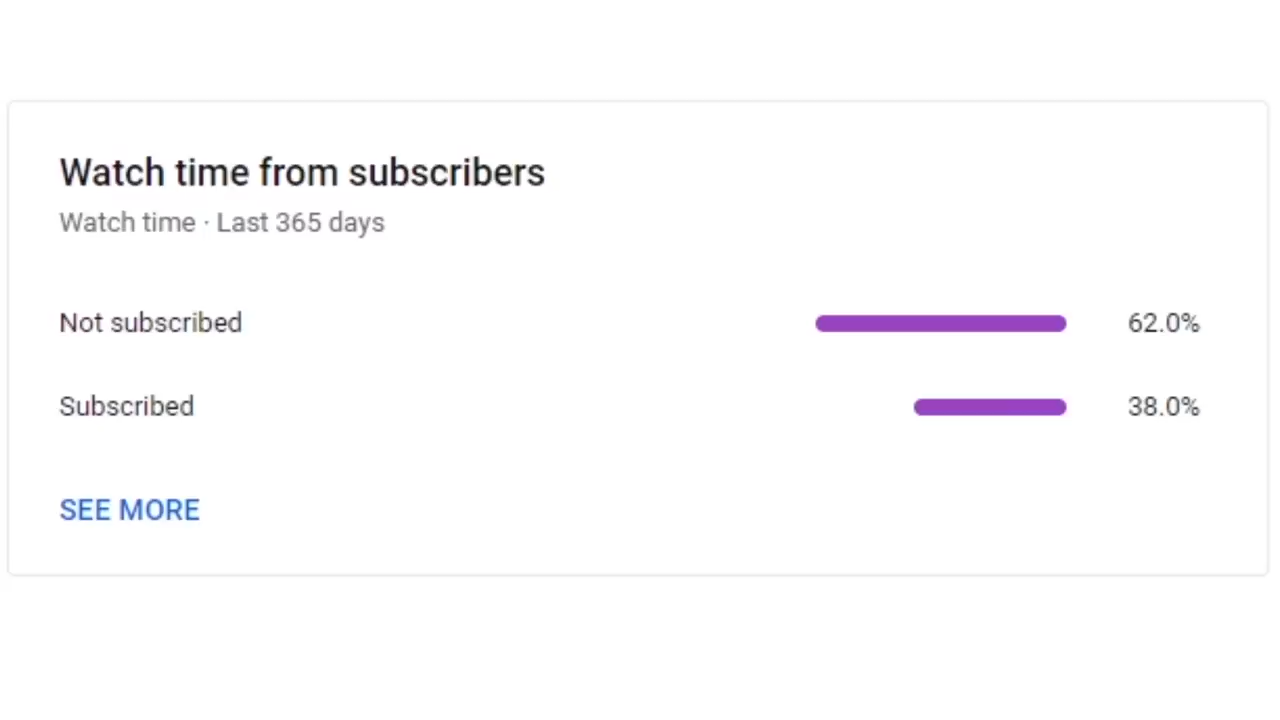 Watch time from subscribers
Watch time · Last 365 days
Not subscribed 62.0%
Subscribed 38.0%
SEE MORE